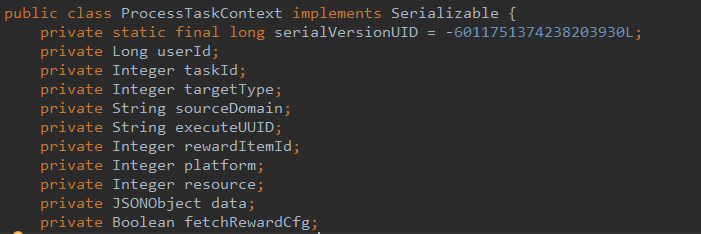 public class ProcessTaskContext implements Serializable {
    private static final long serialVersionUID = -6011751374238203930L;
    private Long userId;
    private Integer taskId;
    private Integer targetType;
    private String sourceDomain;
    private String executeUUID;
    private Integer rewardItemId;
    private Integer platform;
    private Integer resource;
    private JSONObject data;
    private Boolean fetchRewardCfg;